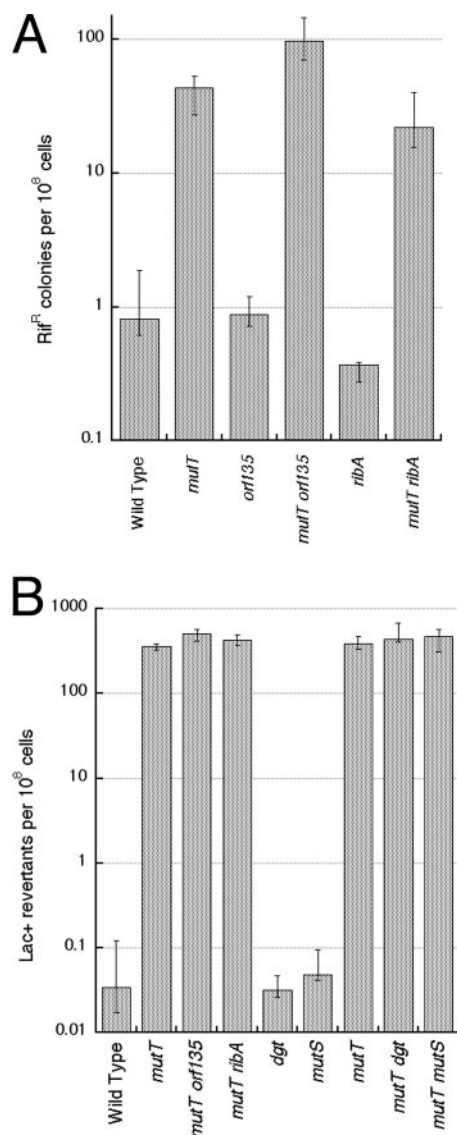 A
Rif^R colonies per 10^8 cells
100
10
1
0.1
Wild Type
mutT
orf135
mutT orf135
ribA
mutT ribA
B
Lac+ revertants per 10^8 cells
1000
100
10
1
0.1
0.01
Wild Type
mutT
mutT orf135
mutT ribA
dgt
mutS
mutT
mutT dgt
mutT mutS